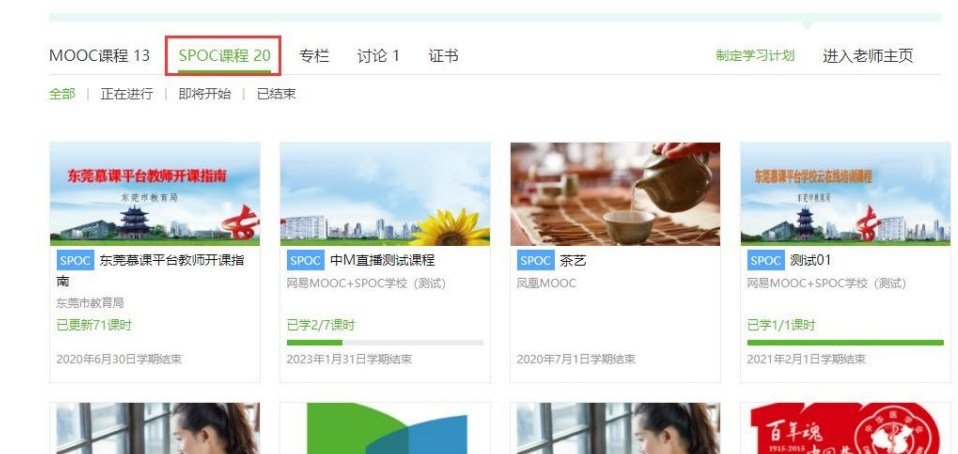 MOOC课程 13 SPOC课程 20 专栏 讨论 1 证书 制定学习计划 进入老师主页
全部 | 正在进行 | 即将开始 | 已结束
东莞慕课平台教师开课指南
东莞市教育局
SPOC 东莞慕课平台教师开课指
南
东莞市教育局
已更新71课时
2020年6月30日学期结束
SPOC 中M直播测试课程
网易MOOC+SPOC学校（测试）
已学2/7课时
2023年1月31日学期结束
SPOC 茶艺
凤凰MOOC
2020年7月1日学期结束
东莞慕课平台学校云在线培训课程
东莞市教育局
SPOC 测试01
网易MOOC+SPOC学校（测试）
已学1/1课时
2021年2月1日学期结束
百年魂
1915-2015